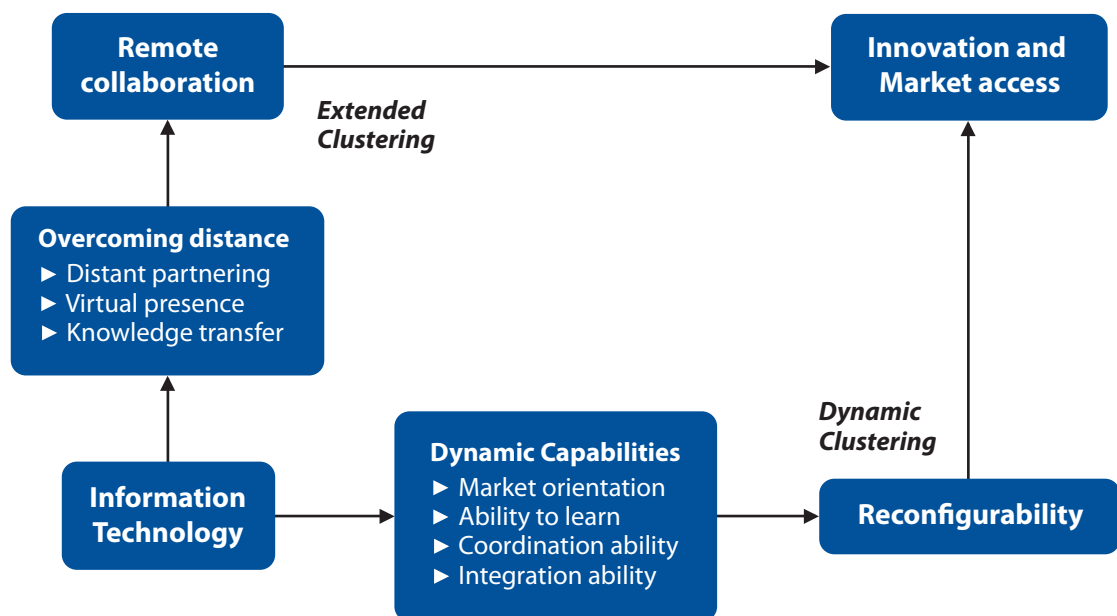 Remote
collaboration
Innovation and
Market access
Extended
Clustering
Overcoming distance
► Distant partnering
► Virtual presence
► Knowledge transfer
Dynamic
Clustering
Information
Technology
Dynamic Capabilities
► Market orientation
► Ability to learn
► Coordination ability
► Integration ability
Reconfigurability